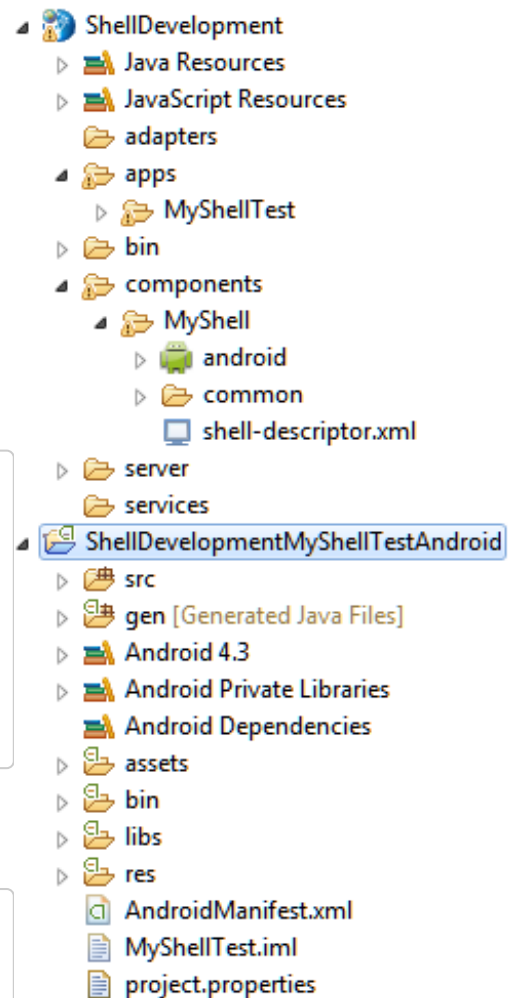 ShellDevelopment
Java Resources
JavaScript Resources
adapters
apps
MyShellTest
bin
components
MyShell
android
common
shell-descriptor.xml
server
services
ShellDevelopmentMyShellTestAndroid
src
gen [Generated Java Files]
Android 4.3
Android Private Libraries
Android Dependencies
assets
bin
libs
res
AndroidManifest.xml
MyShellTest.iml
project.properties